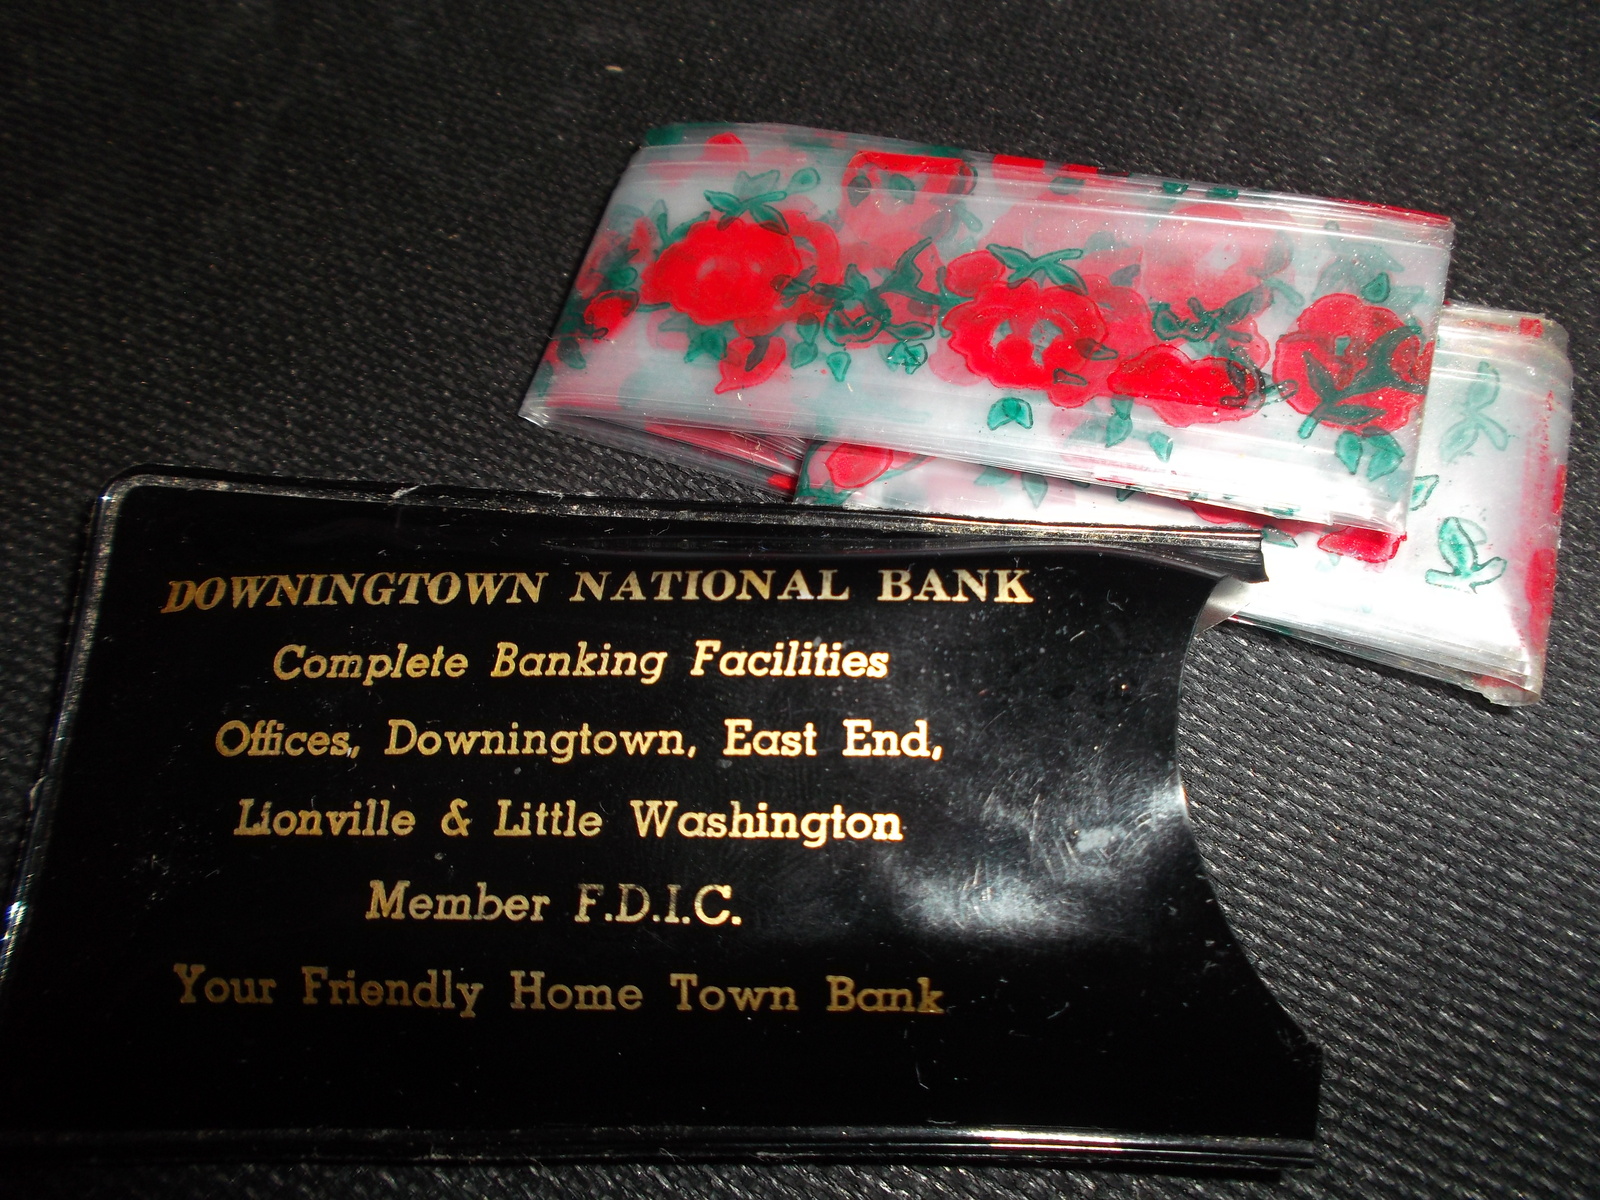 DOWNINGTOWN NATIONAL BANK
Complete Banking Facilities
Offices, Downingtown, East End,
Lionville & Little Washington
Member F.D.I.C.
Your Friendly Home Town Bank